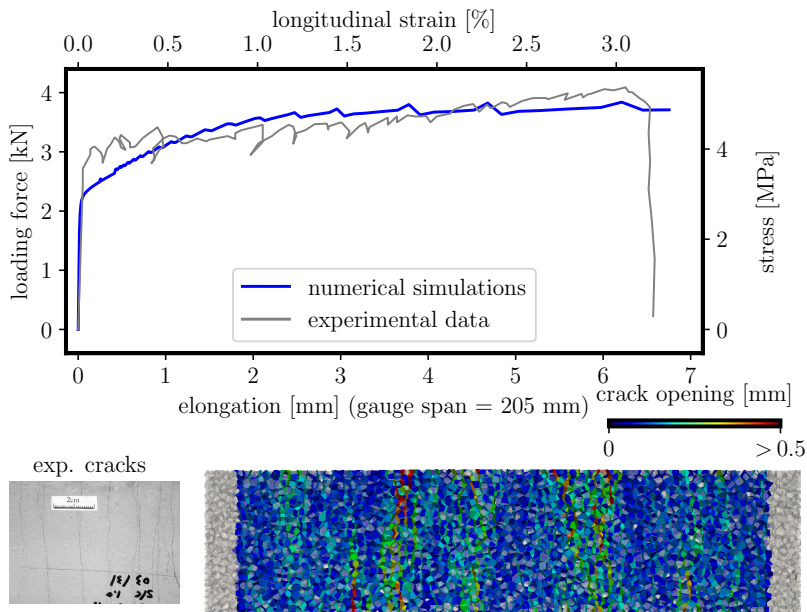 longitudinal strain [%]
0.0 0.5 1.0 1.5 2.0 2.5 3.0
loading force [kN]
4
3
2
1
0
stress [MPa]
4
2
0
numerical simulations
experimental data
0 1 2 3 4 5 6 7
elongation [mm] (gauge span = 205 mm)
crack opening [mm]
0 >0.5
exp. cracks
2cm